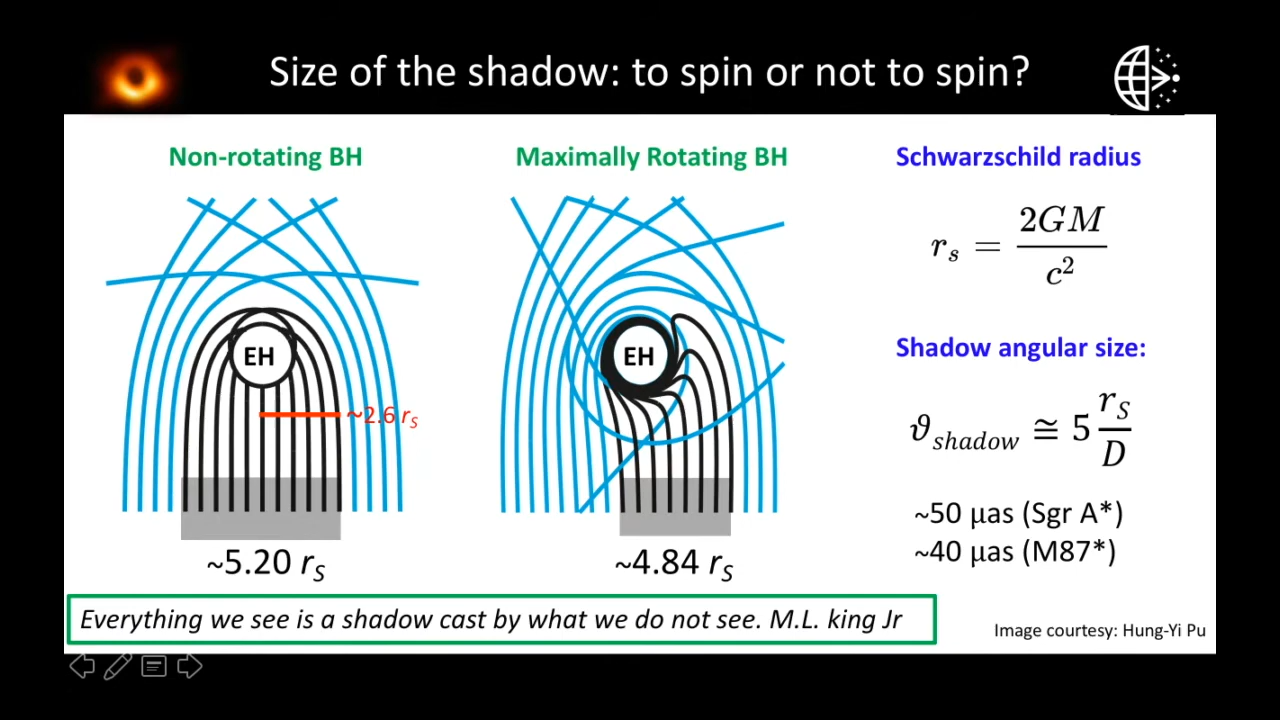 Size of the shadow: to spin or not to spin?
Non-rotating BH
EH
~2.6 r_S
~5.20 r_S
Maximally Rotating BH
EH
~4.84 r_S
Schwarzschild radius
r_s = 2GM / c²
Shadow angular size:
ϑ_shadow ≅ 5 r_S / D
~50 µas (Sgr A*)
~40 µas (M87*)
Everything we see is a shadow cast by what we do not see. M.L. king Jr
Image courtesy: Hung-Yi Pu